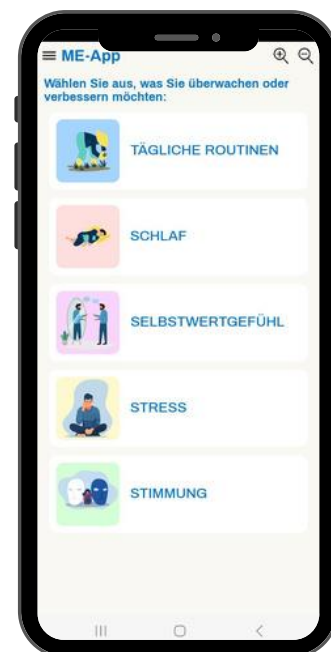 ME-App
Wählen Sie aus, was Sie überwachen oder
verbessern möchten:
TÄGLICHE ROUTINEN
SCHLAF
SELBSTWERTGEFÜHL
STRESS
STIMMUNG